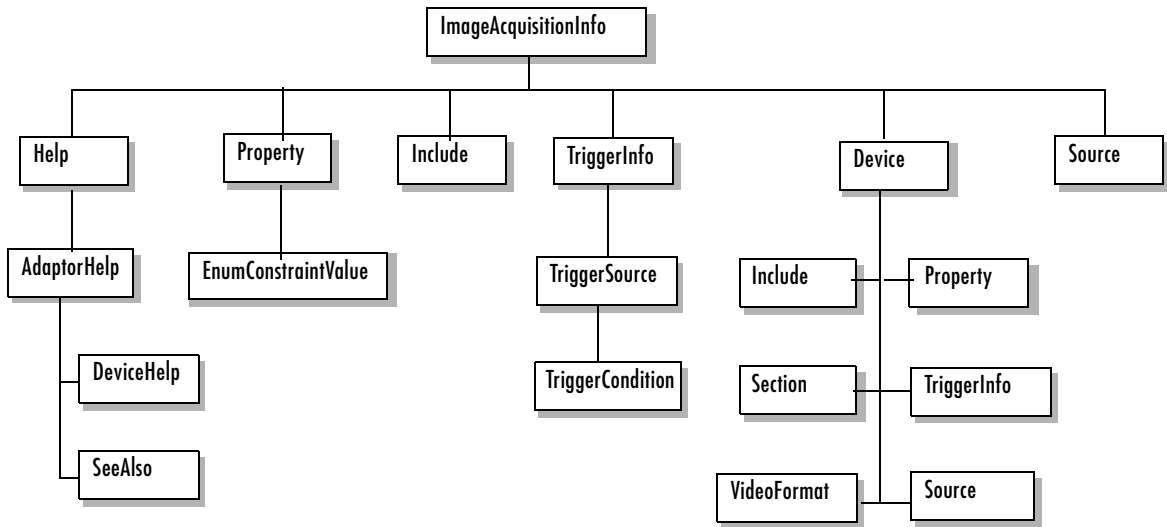 ImageAcquisitionInfo
Help
Property
Include
TriggerInfo
Device
Source
AdaptorHelp
EnumConstraintValue
TriggerSource
Include
Property
DeviceHelp
TriggerCondition
Section
TriggerInfo
SeeAlso
VideoFormat
Source